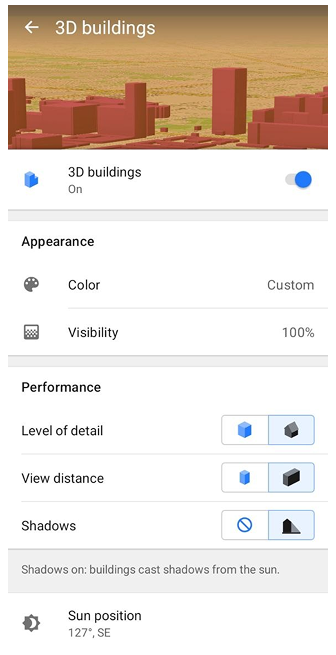 3D buildings
3D buildings
On
Appearance
Color Custom
Visibility 100%
Performance
Level of detail
View distance
Shadows
Shadows on: buildings cast shadows from the sun.
Sun position
127°, SE